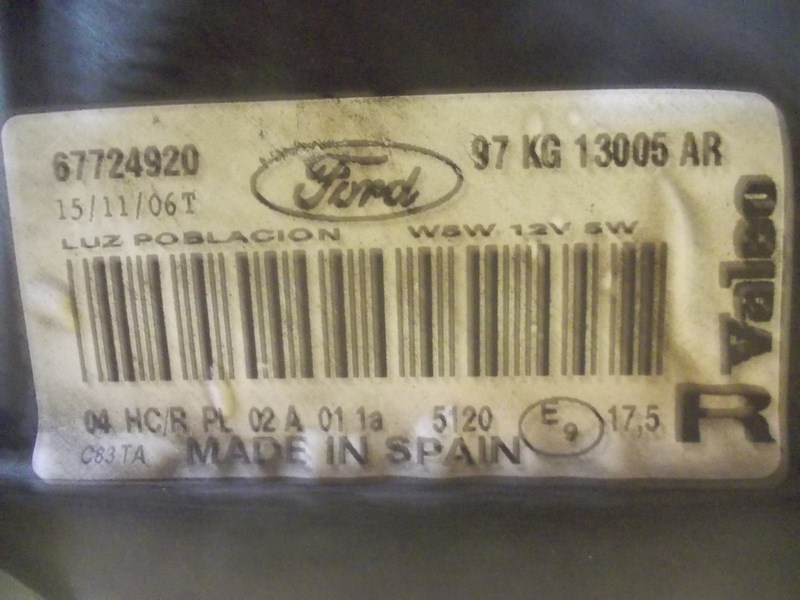 67724920
Ford
97 KG 13005 AR
15/11/06T
LUZ POBLACION W5W 12V 5W
Valeo
04 HC/R PL 02 A 01 1a 5120 E9 17,5
R
C83TA MADE IN SPAIN